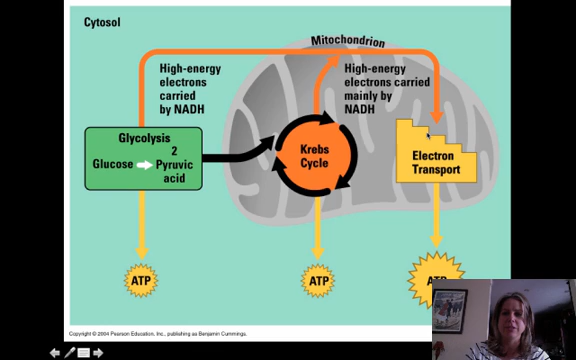 Cytosol
Mitochondrion
High-energy
electrons
carried
by NADH
High-energy
electrons carried
mainly by
NADH
Glycolysis
2
Glucose Pyruvic
acid
Krebs
Cycle
Electron
Transport
ATP
ATP
ATP
Copyright © 2004 Pearson Education, Inc., publishing as Benjamin Cummings.